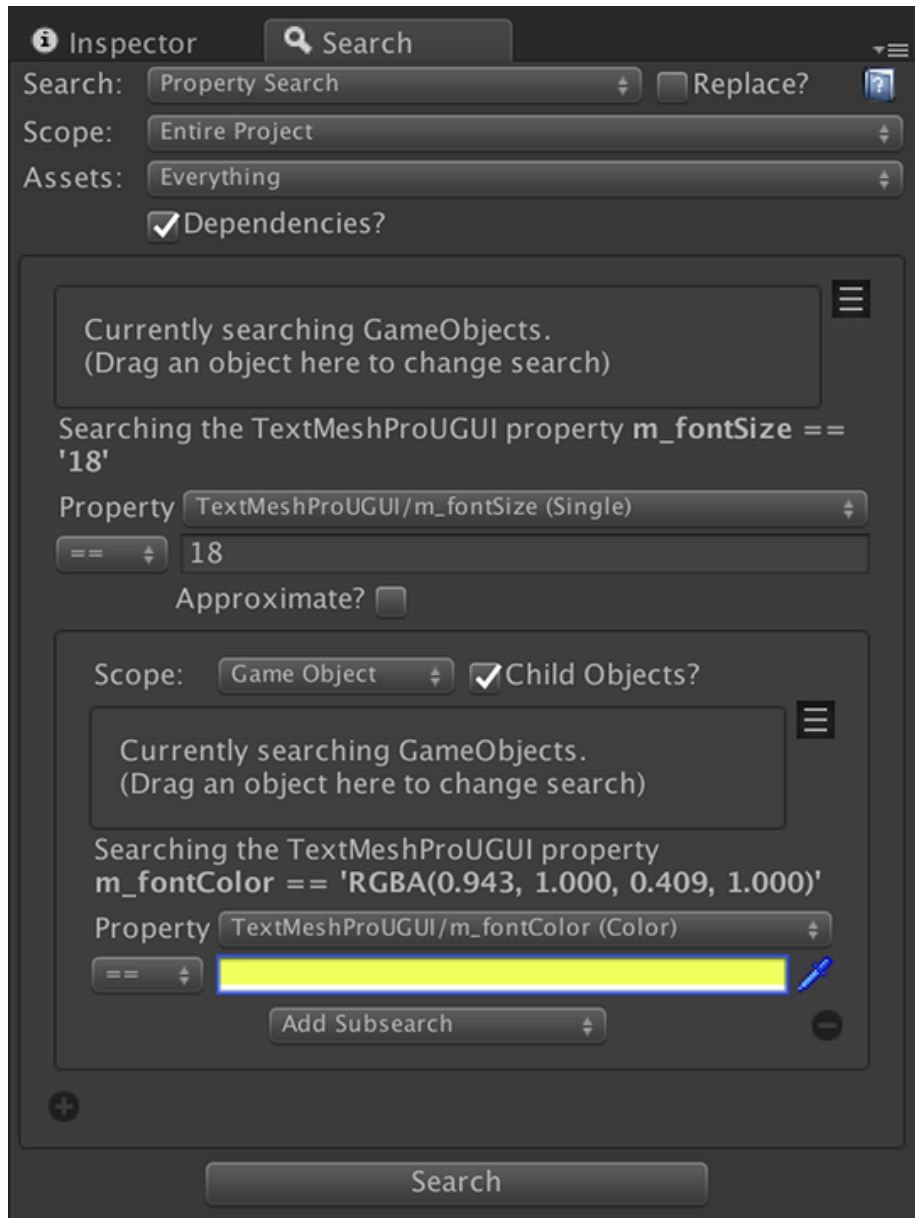 Inspector Search
Search: Property Search Replace?
Scope: Entire Project
Assets: Everything
Dependencies?
Currently searching GameObjects.
(Drag an object here to change search)
Searching the TextMeshProUGUI property m_fontSize ==
'18'
Property TextMeshProUGUI/m_fontSize (Single)
== 18
Approximate?
Scope: Game Object Child Objects?
Currently searching GameObjects.
(Drag an object here to change search)
Searching the TextMeshProUGUI property
m_fontColor == 'RGBA(0.943, 1.000, 0.409, 1.000)'
Property TextMeshProUGUI/m_fontColor (Color)
==
Add Subsearch
Search